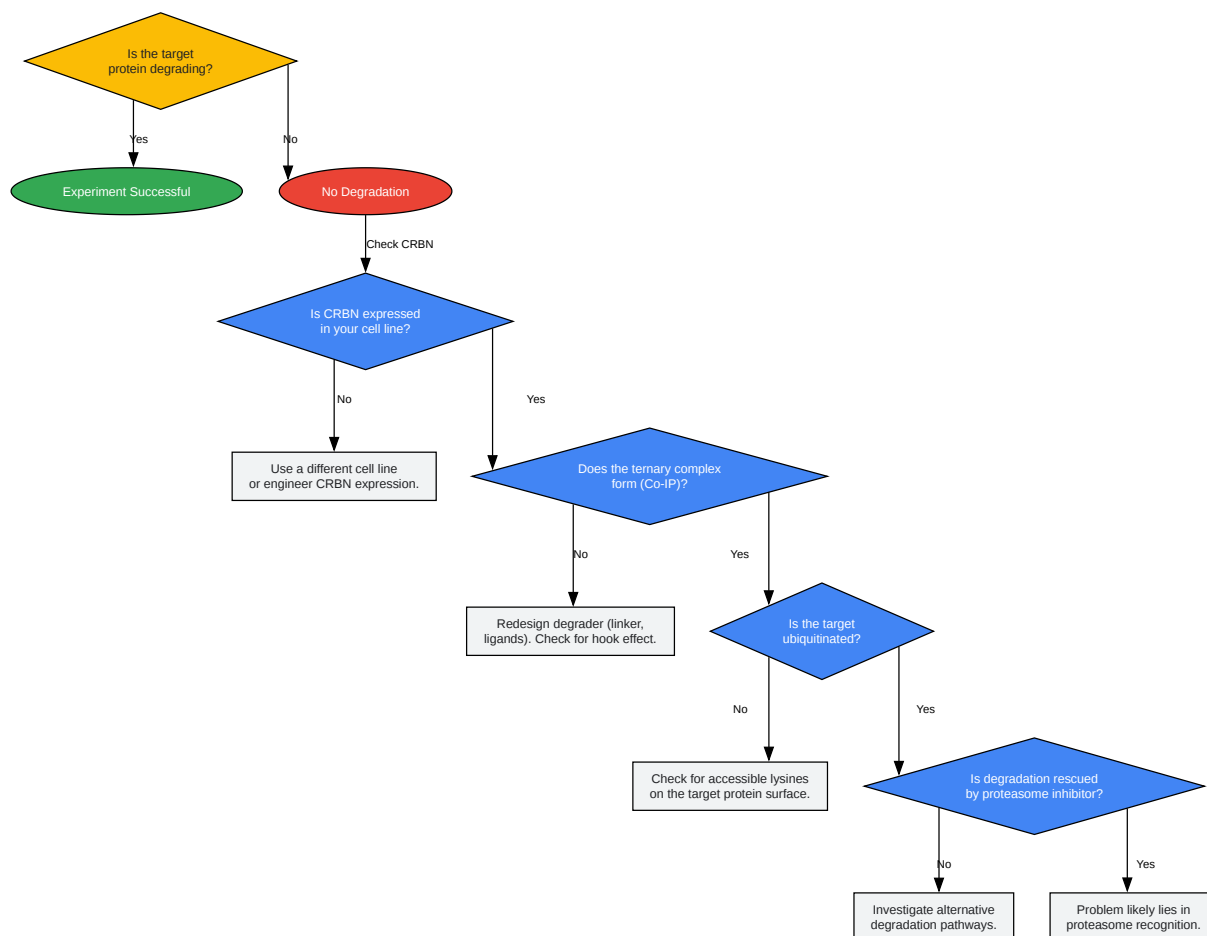 Is the target
protein degrading?
Yes
No
Experiment Successful
No Degradation
Check CRBN
Is CRBN expressed
in your cell line?
No
Yes
Use a different cell line
or engineer CRBN expression.
Does the ternary complex
form (Co-IP)?
No
Yes
Redesign degrader (linker,
ligands). Check for hook effect.
Is the target
ubiquitinated?
No
Yes
Check for accessible lysines
on the target protein surface.
Is degradation rescued
by proteasome inhibitor?
No
Yes
Investigate alternative
degradation pathways.
Problem likely lies in
proteasome recognition.